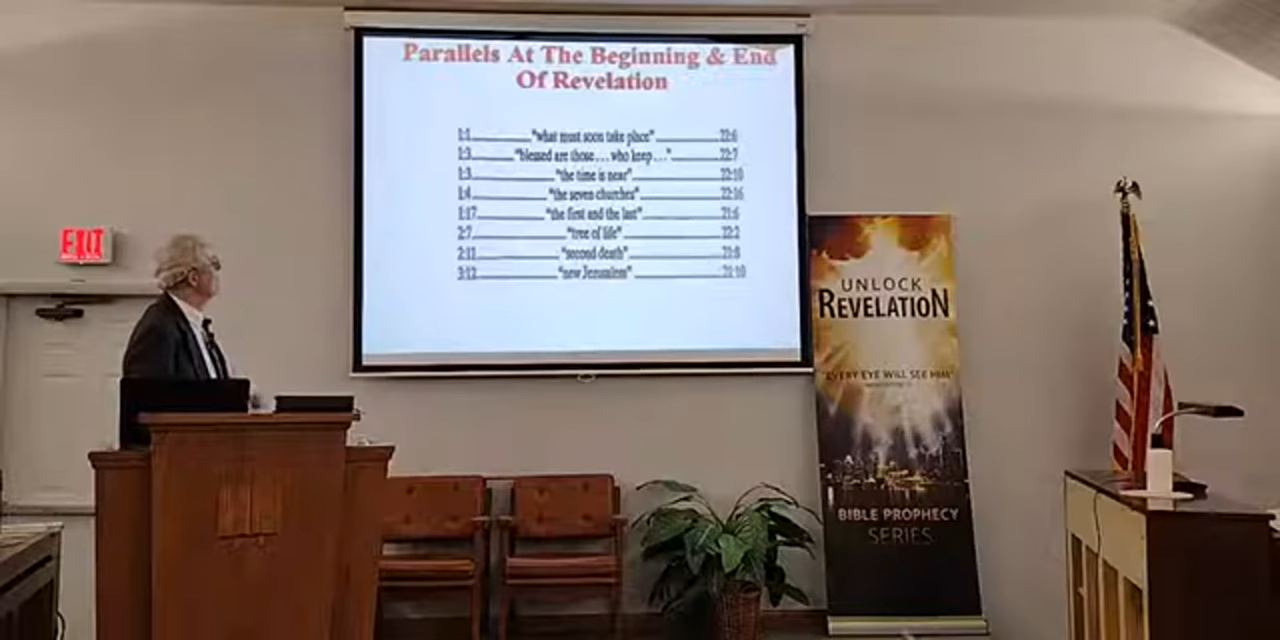 Parallels At The Beginning & End
Of Revelation
1:1 "what must soon take place" 22:6
1:3 "blessed are those... who keep..." 22:7
1:3 "the time is near" 22:10
1:4 "the seven churches" 22:16
1:17 "the first and the last" 21:6
2:7 "tree of life" 22:2
2:11 "second death" 21:8
3:12 "new Jerusalem" 21:10
EXIT
UNLOCK
REVELATION
"EVERY EYE WILL SEE HIM"
BIBLE PROPHECY
SERIES